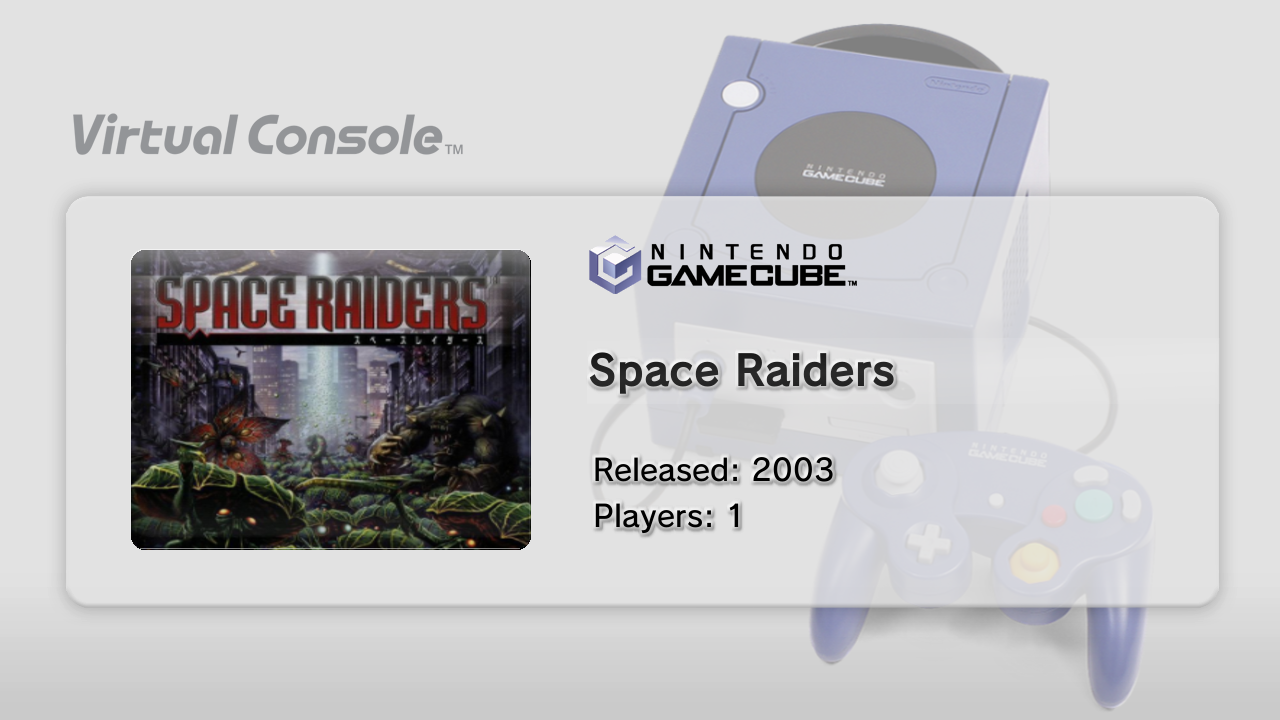 Nintendo
NINTENDO
GAMECUBE
Virtual Console™
SPACE RAIDERS
スペースレイダース
NINTENDO
GAMECUBE™
Space Raiders
Released: 2003
Players: 1
NINTENDO
GAMECUBE